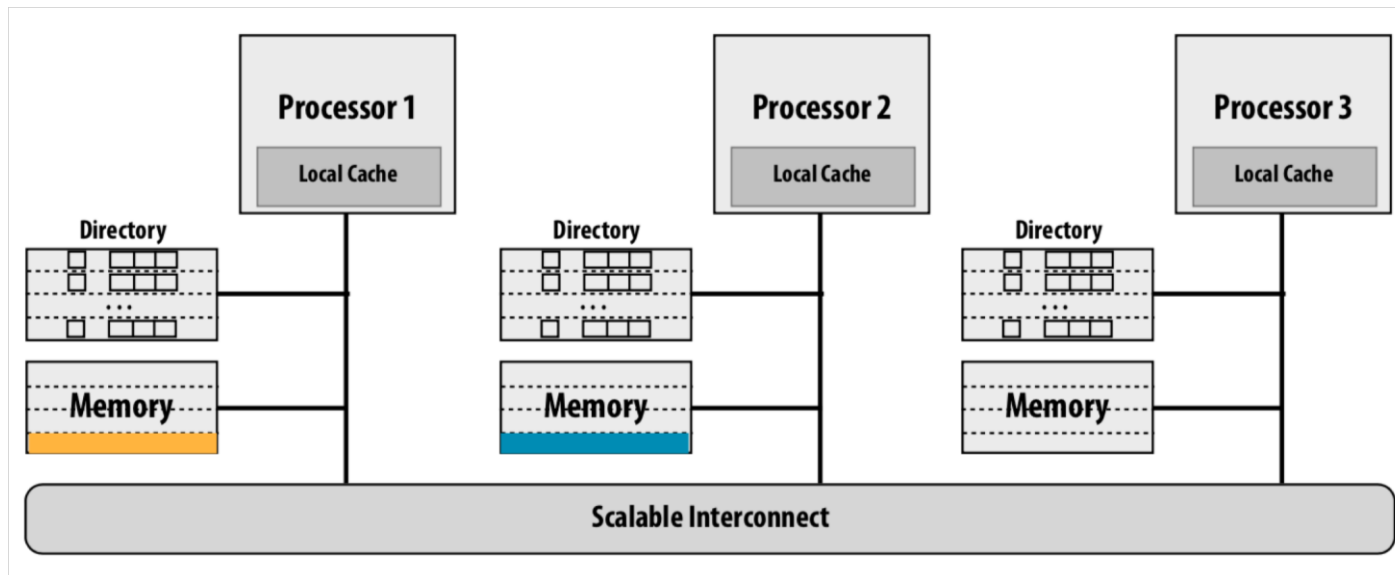 Processor 1
Processor 2
Processor 3
Local Cache
Local Cache
Local Cache
Directory
Directory
Directory
...
...
...
Memory
Memory
Memory
Scalable Interconnect